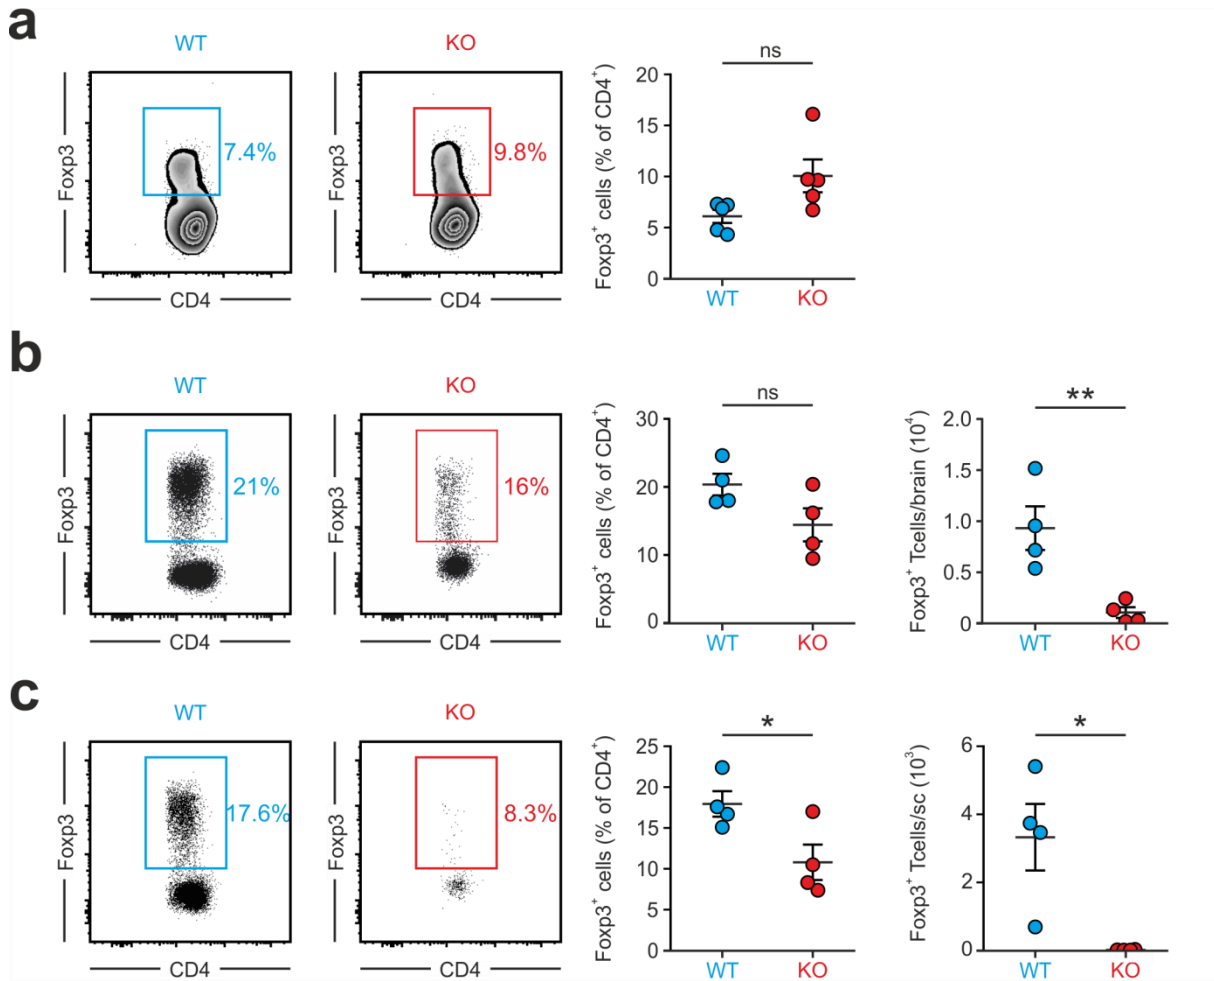 a
WT
KO
Foxp3
7.4%
CD4
Foxp3
9.8%
CD4
ns
Foxp3⁺ cells (% of CD4⁺)
20
15
10
5
0
WT
KO
b
WT
KO
Foxp3
21%
CD4
Foxp3
16%
CD4
ns
Foxp3⁺ cells (% of CD4⁺)
30
20
10
0
WT
KO
**
Foxp3⁺ Tcells/brain (10⁴)
2.0
1.5
1.0
0.5
0
WT
KO
c
WT
KO
Foxp3
17.6%
CD4
Foxp3
8.3%
CD4
*
Foxp3⁺ cells (% of CD4⁺)
25
20
15
10
5
0
WT
KO
*
Foxp3⁺ Tcells/sc (10³)
6
4
2
0
WT
KO